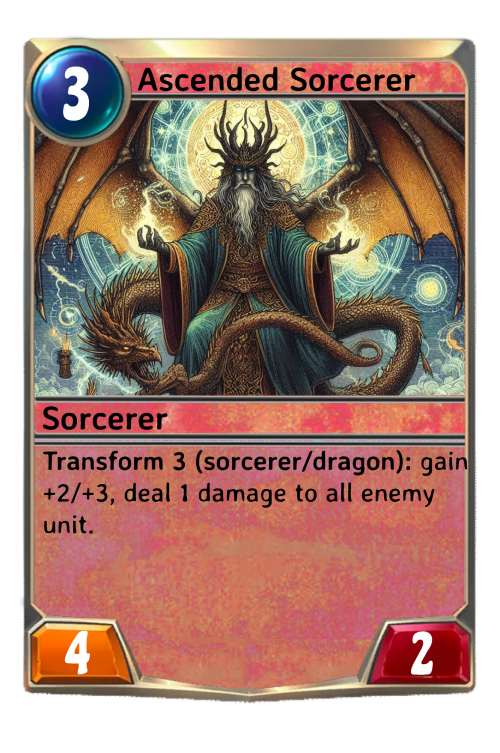 3
Ascended Sorcerer
Sorcerer
Transform 3 (sorcerer/dragon): gain
+2/+3, deal 1 damage to all enemy
unit.
4
2